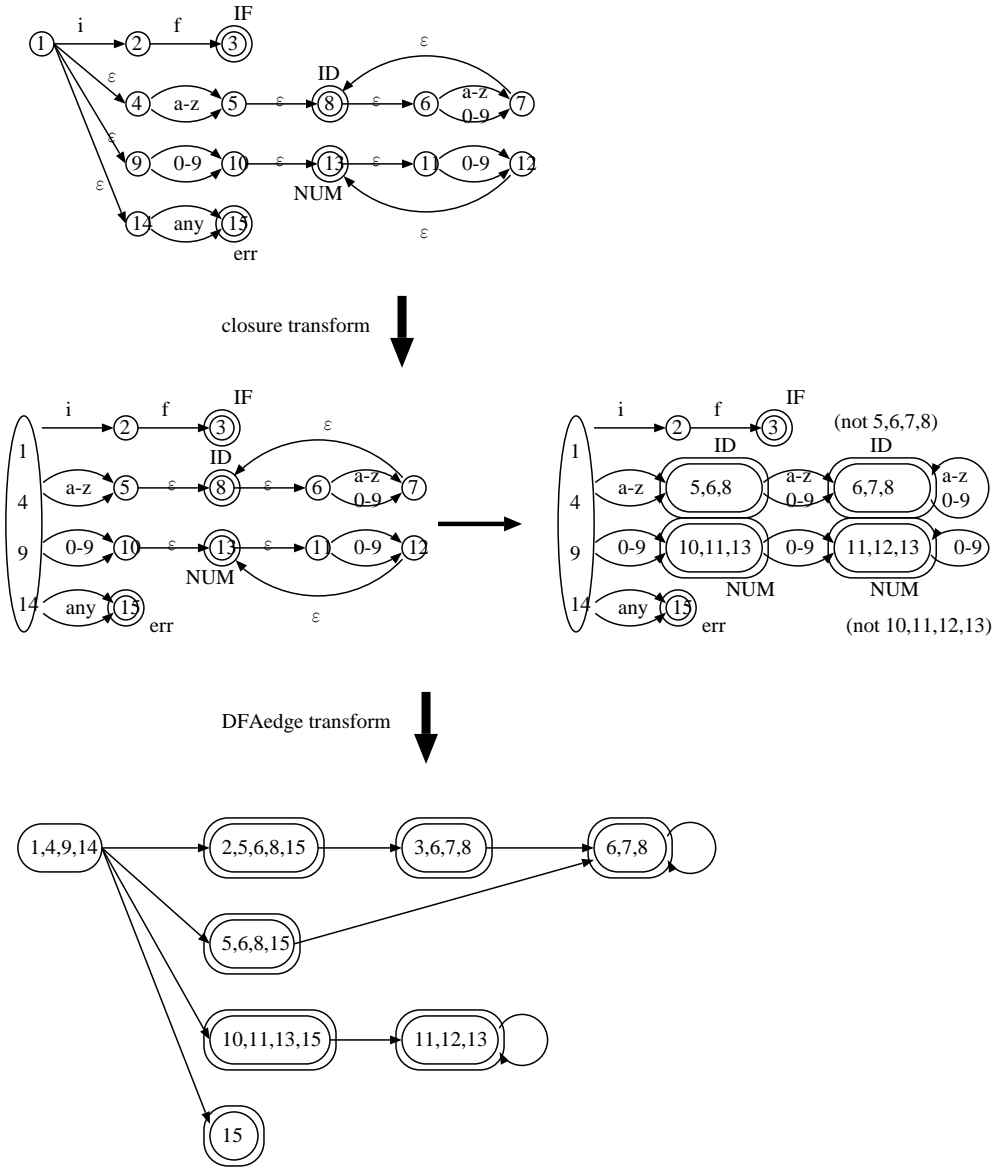 i f IF
1 2 3
ε ID ε
ε 4 a-z 5 ε 8 ε 6 a-z 0-9 7
ε 9 0-9 10 ε 13 ε 11 0-9 12
ε NUM
14 any 15 ε
err
closure transform
i f IF
1 2 3 ε
ID
4 a-z 5 ε 8 ε 6 a-z 0-9 7
9 0-9 10 ε 13 ε 11 0-9 12
NUM
14 any 15 ε
err
i f IF
1 2 3 (not 5,6,7,8)
ID ID
4 a-z 5,6,8 a-z 0-9 6,7,8 a-z 0-9
9 0-9 10,11,13 0-9 11,12,13 0-9
NUM NUM
14 any 15
err (not 10,11,12,13)
DFAedge transform
1,4,9,14 2,5,6,8,15 3,6,7,8 6,7,8
5,6,8,15
10,11,13,15 11,12,13
15